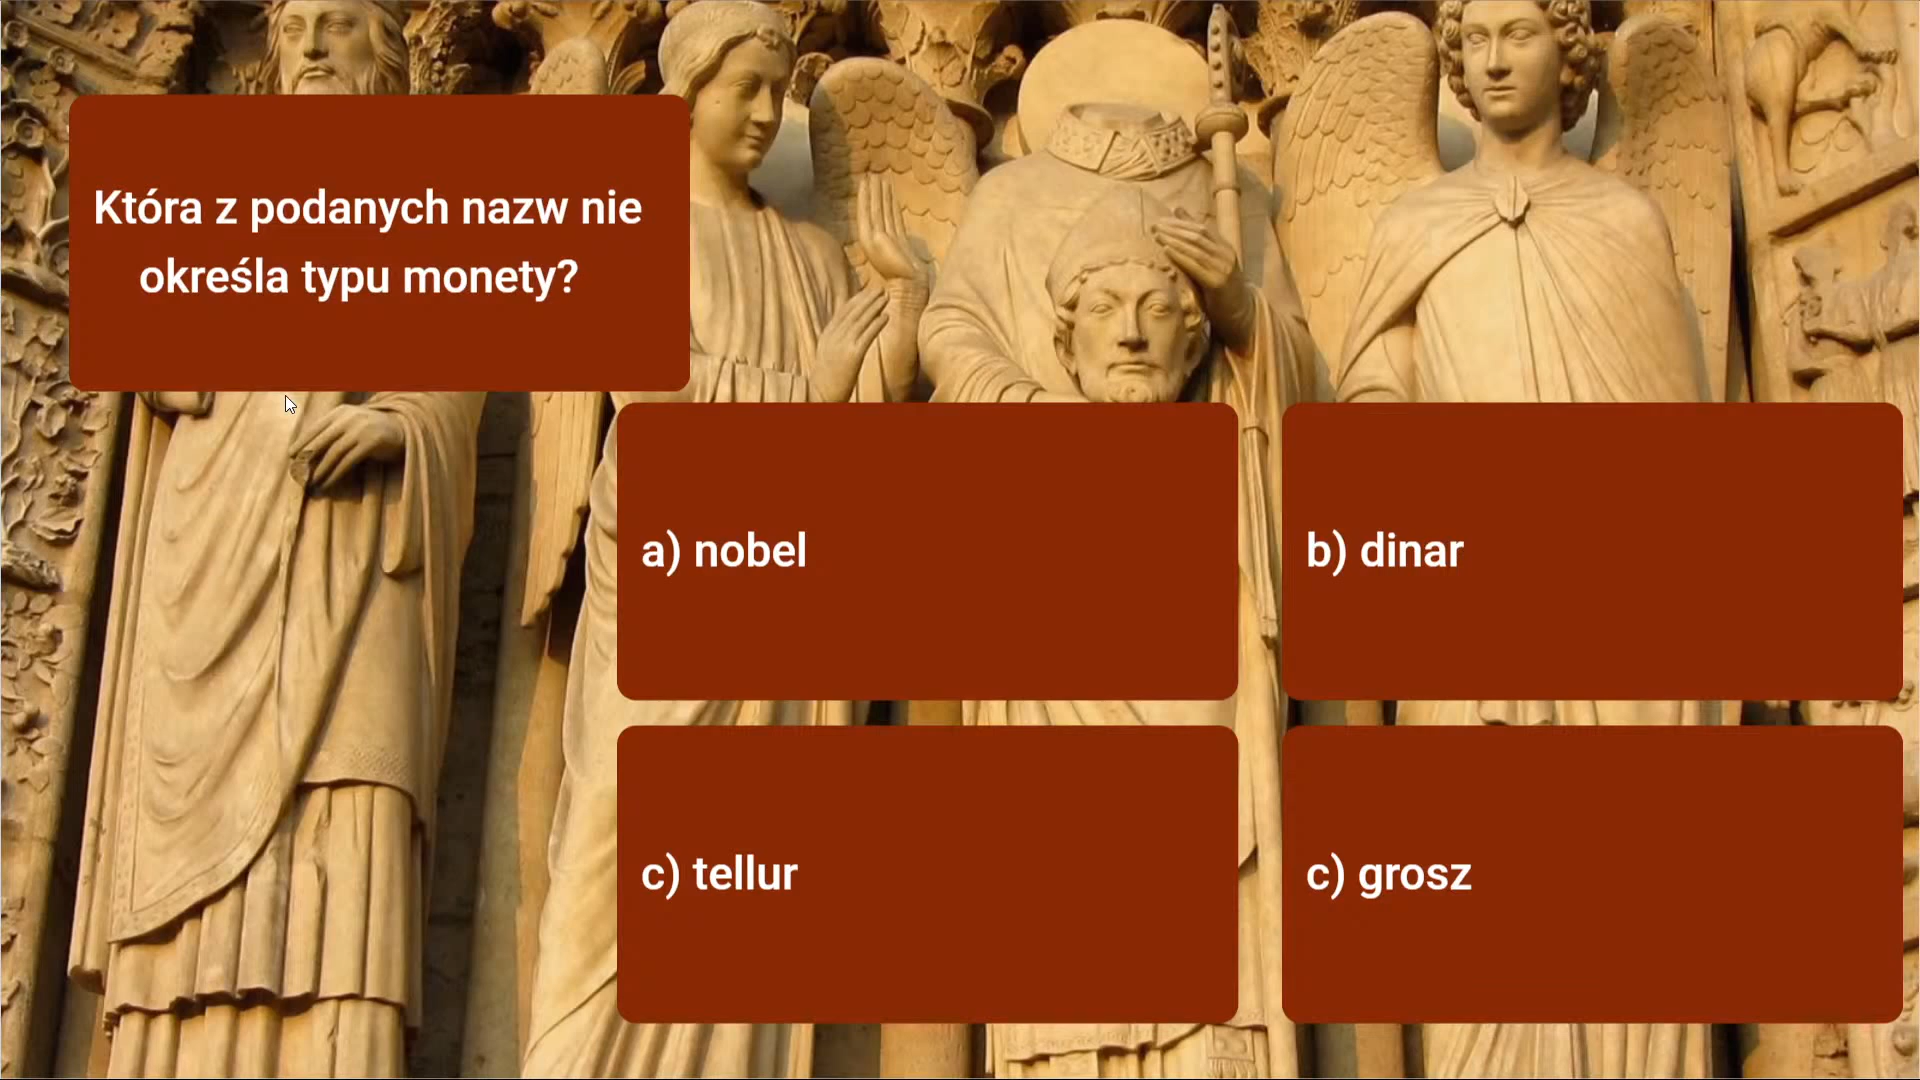 Która z podanych nazw nie
określa typu monety?
a) nobel
b) dinar
c) tellur
c) grosz